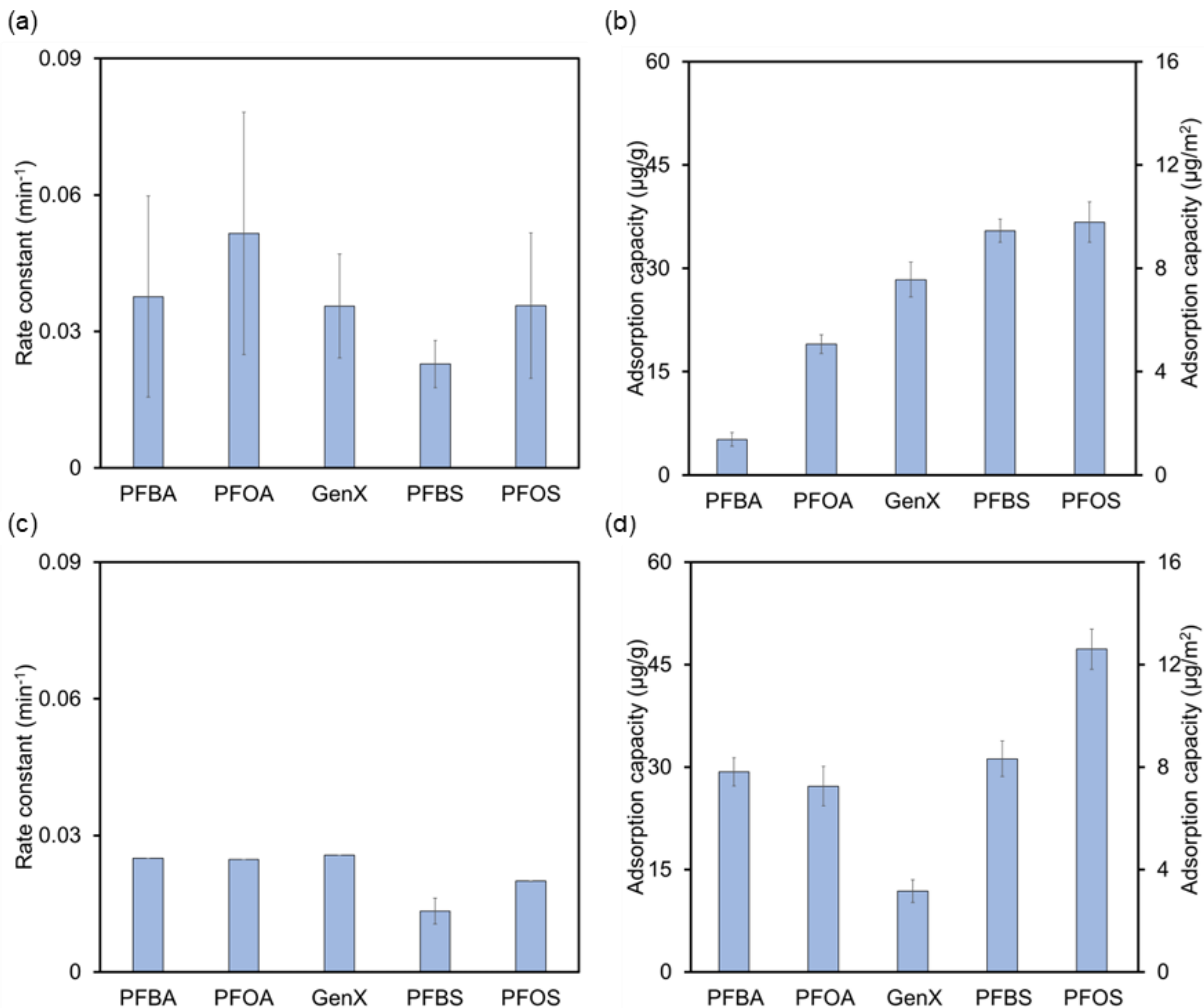 (a)
0.09
0.06
0.03
0
Rate constant (min⁻¹)
PFBA PFOA GenX PFBS PFOS
(b)
60
45
30
15
0
Adsorption capacity (µg/g)
16
12
8
4
0
Adsorption capacity (µg/m²)
PFBA PFOA GenX PFBS PFOS
(c)
0.09
0.06
0.03
0
Rate constant (min⁻¹)
PFBA PFOA GenX PFBS PFOS
(d)
60
45
30
15
0
Adsorption capacity (µg/g)
16
12
8
4
0
Adsorption capacity (µg/m²)
PFBA PFOA GenX PFBS PFOS